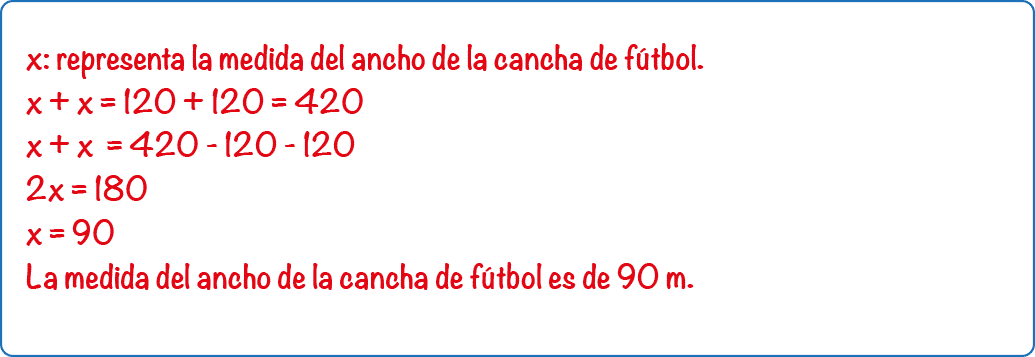 x: representa la medida del ancho de la cancha de fútbol.
x + x = 120 + 120 = 420
x + x = 420 - 120 - 120
2x = 180
x = 90
La medida del ancho de la cancha de fútbol es de 90 m.